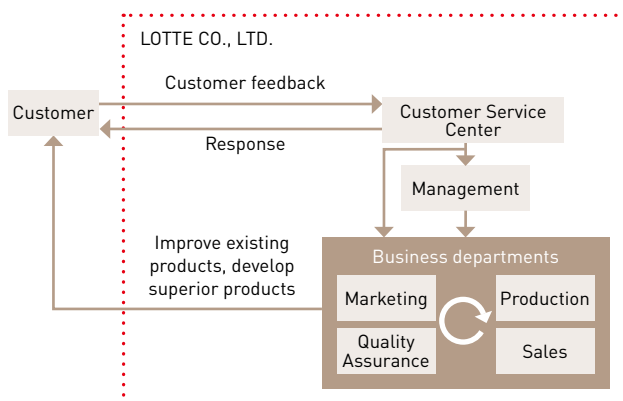 LOTTE CO., LTD.
Customer feedback
Customer
Customer Service
Center
Response
Management
Improve existing
products, develop
superior products
Business departments
Marketing
Production
Quality
Assurance
Sales